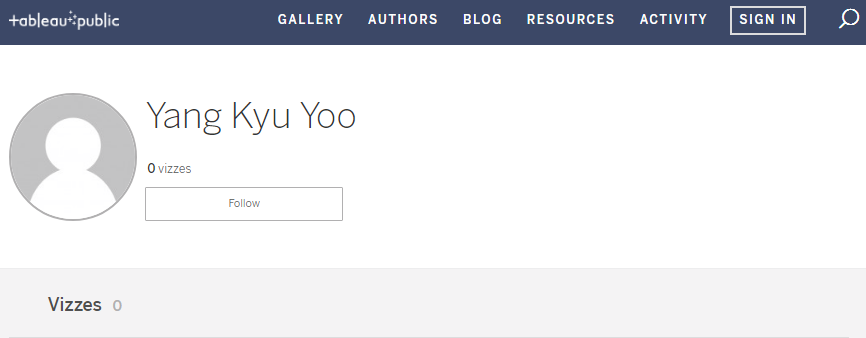 +ableau public GALLERY AUTHORS BLOG RESOURCES ACTIVITY SIGN IN
Yang Kyu Yoo
0 vizzes
Follow
Vizzes 0